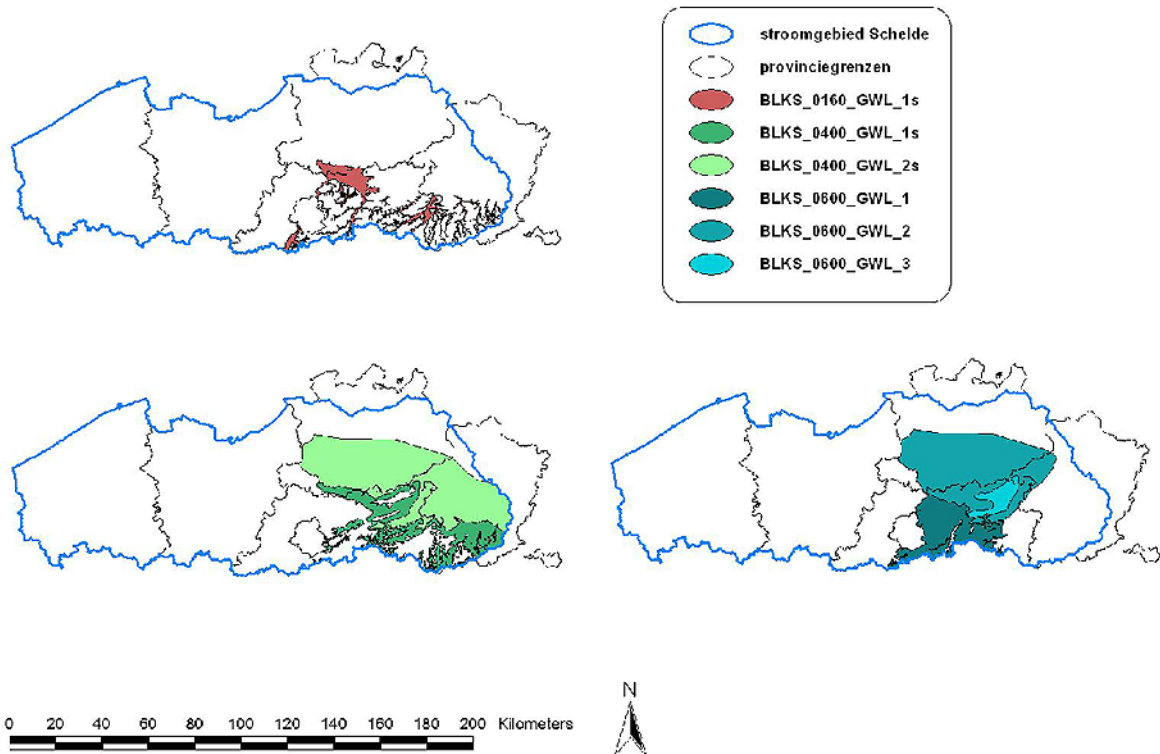 stroomgebied Schelde
provinciegrenzen
BLKS_0160_GWL_1s
BLKS_0400_GWL_1s
BLKS_0400_GWL_2s
BLKS_0600_GWL_1
BLKS_0600_GWL_2
BLKS_0600_GWL_3
N
0 20 40 60 80 100 120 140 160 180 200 Kilometers